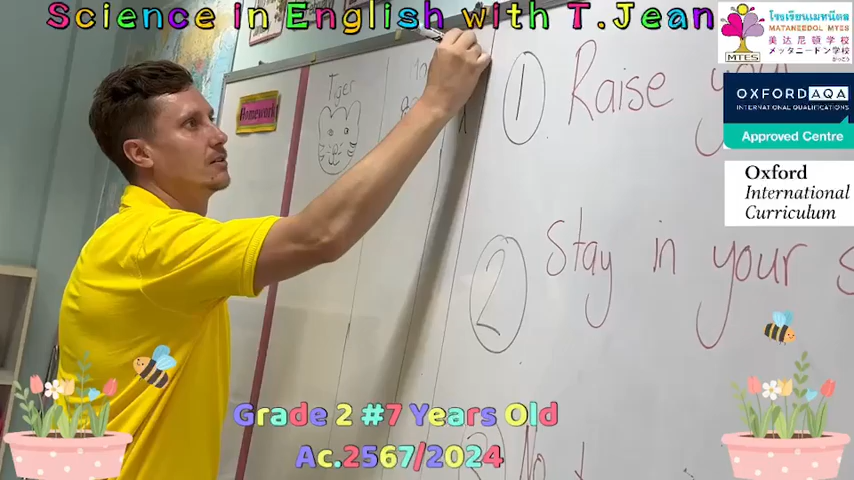 Science in English with T.Jean
โรงเรียนเมทนีดล
MATANEEDOL MTES
美达尼顿学校
メッタニードン学校
MTES
OXFORD AQA
INTERNATIONAL QUALIFICATIONS
Approved Centre
Oxford
International
Curriculum
Homework!
Tiger
1 Raise
2 Stay in your s
Grade 2 #7 Years Old
Ac.2567/2024